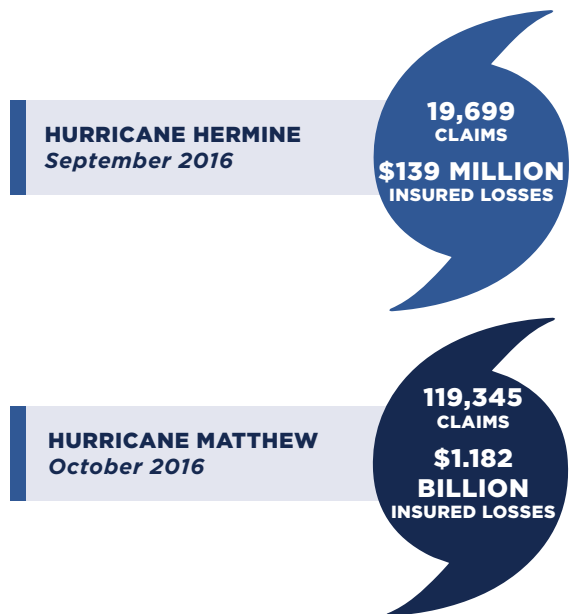 HURRICANE HERMINE
September 2016
19,699
CLAIMS
$139 MILLION
INSURED LOSSES
HURRICANE MATTHEW
October 2016
119,345
CLAIMS
$1.182
BILLION
INSURED LOSSES